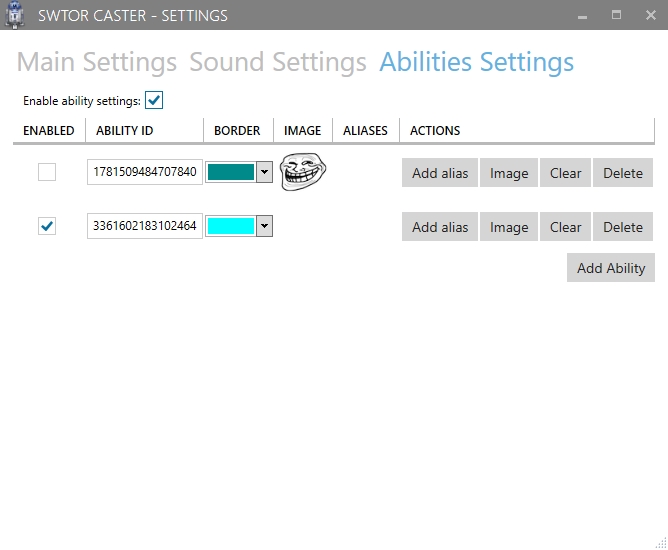 SWTOR CASTER - SETTINGS
Main Settings Sound Settings Abilities Settings
Enable ability settings:
ENABLED ABILITY ID BORDER IMAGE ALIASES ACTIONS
1781509484707840 Add alias Image Clear Delete
3361602183102464 Add alias Image Clear Delete
Add Ability